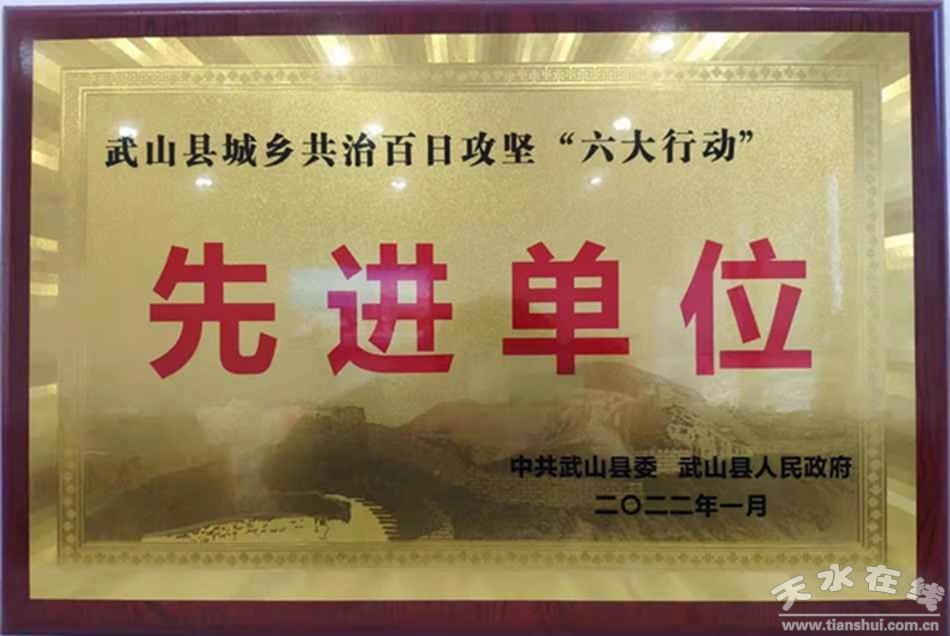 武山县城乡共治百日攻坚“六大行动”
先进单位
中共武山县委 武山县人民政府
二〇二二年一月
天水在线
www.tianshui.com.cn